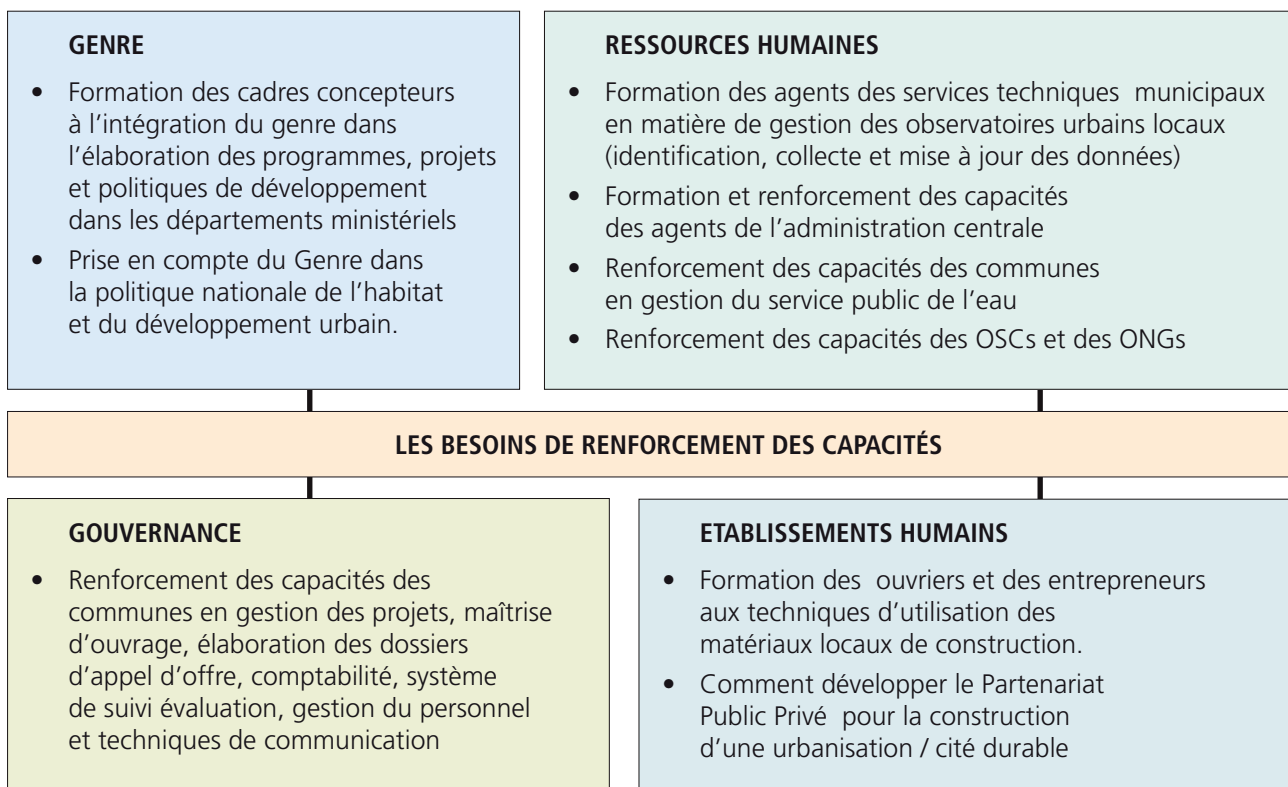 GENRE
• Formation des cadres concepteurs
à l'intégration du genre dans
l'élaboration des programmes, projets
et politiques de développement
dans les départements ministériels
• Prise en compte du Genre dans
la politique nationale de l'habitat
et du développement urbain.
RESSOURCES HUMAINES
• Formation des agents des services techniques municipaux
en matière de gestion des observatoires urbains locaux
(identification, collecte et mise à jour des données)
• Formation et renforcement des capacités
des agents de l'administration centrale
• Renforcement des capacités des communes
en gestion du service public de l'eau
• Renforcement des capacités des OSCs et des ONGs
LES BESOINS DE RENFORCEMENT DES CAPACITÉS
GOUVERNANCE
• Renforcement des capacités des
communes en gestion des projets, maîtrise
d'ouvrage, élaboration des dossiers
d'appel d'offre, comptabilité, système
de suivi évaluation, gestion du personnel
et techniques de communication
ETABLISSEMENTS HUMAINS
• Formation des ouvriers et des entrepreneurs
aux techniques d'utilisation des
matériaux locaux de construction.
• Comment développer le Partenariat
Public Privé pour la construction
d'une urbanisation / cité durable